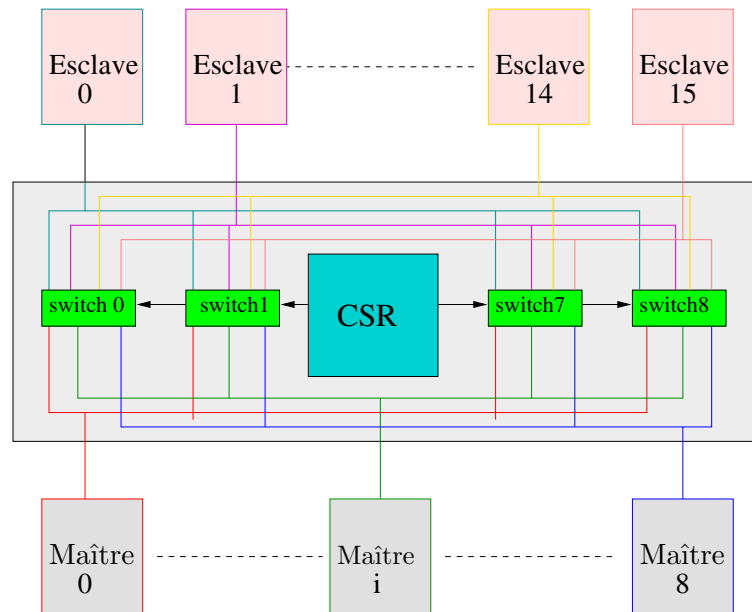 Esclave
0
Esclave
1
Esclave
14
Esclave
15
switch 0
switch1
CSR
switch7
switch8
Maître
0
Maître
i
Maître
8